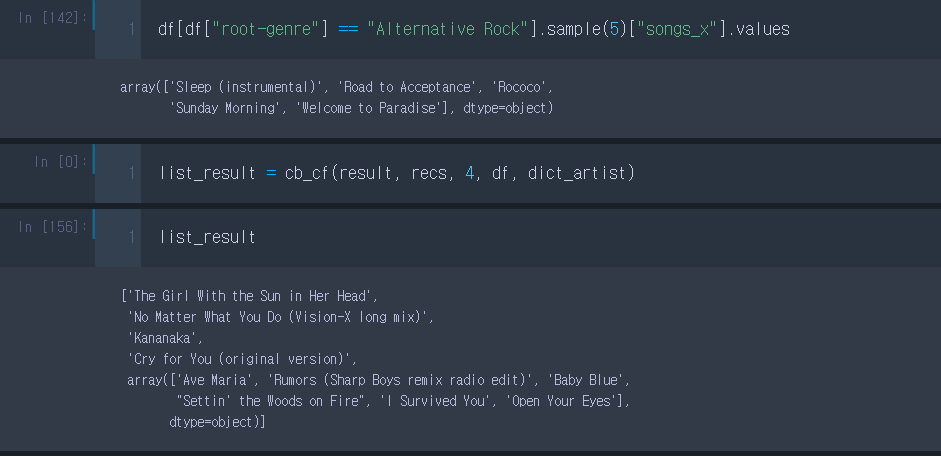 In [142]:
1 df[df["root-genre"] == "Alternative Rock"].sample(5)["songs_x"].values
array(['Sleep (instrumental)', 'Road to Acceptance', 'Rococo',
'Sunday Morning', 'Welcome to Paradise'], dtype=object)
In [0]:
1 list_result = cb_cf(result, recs, 4, df, dict_artist)
In [156]:
1 list_result
['The Girl With the Sun in Her Head',
'No Matter What You Do (Vision-X long mix)',
'Kananaka',
'Cry for You (original version)',
array(['Ave Maria', 'Rumors (Sharp Boys remix radio edit)', 'Baby Blue',
"Settin' the Woods on Fire", 'I Survived You', 'Open Your Eyes'],
dtype=object)]